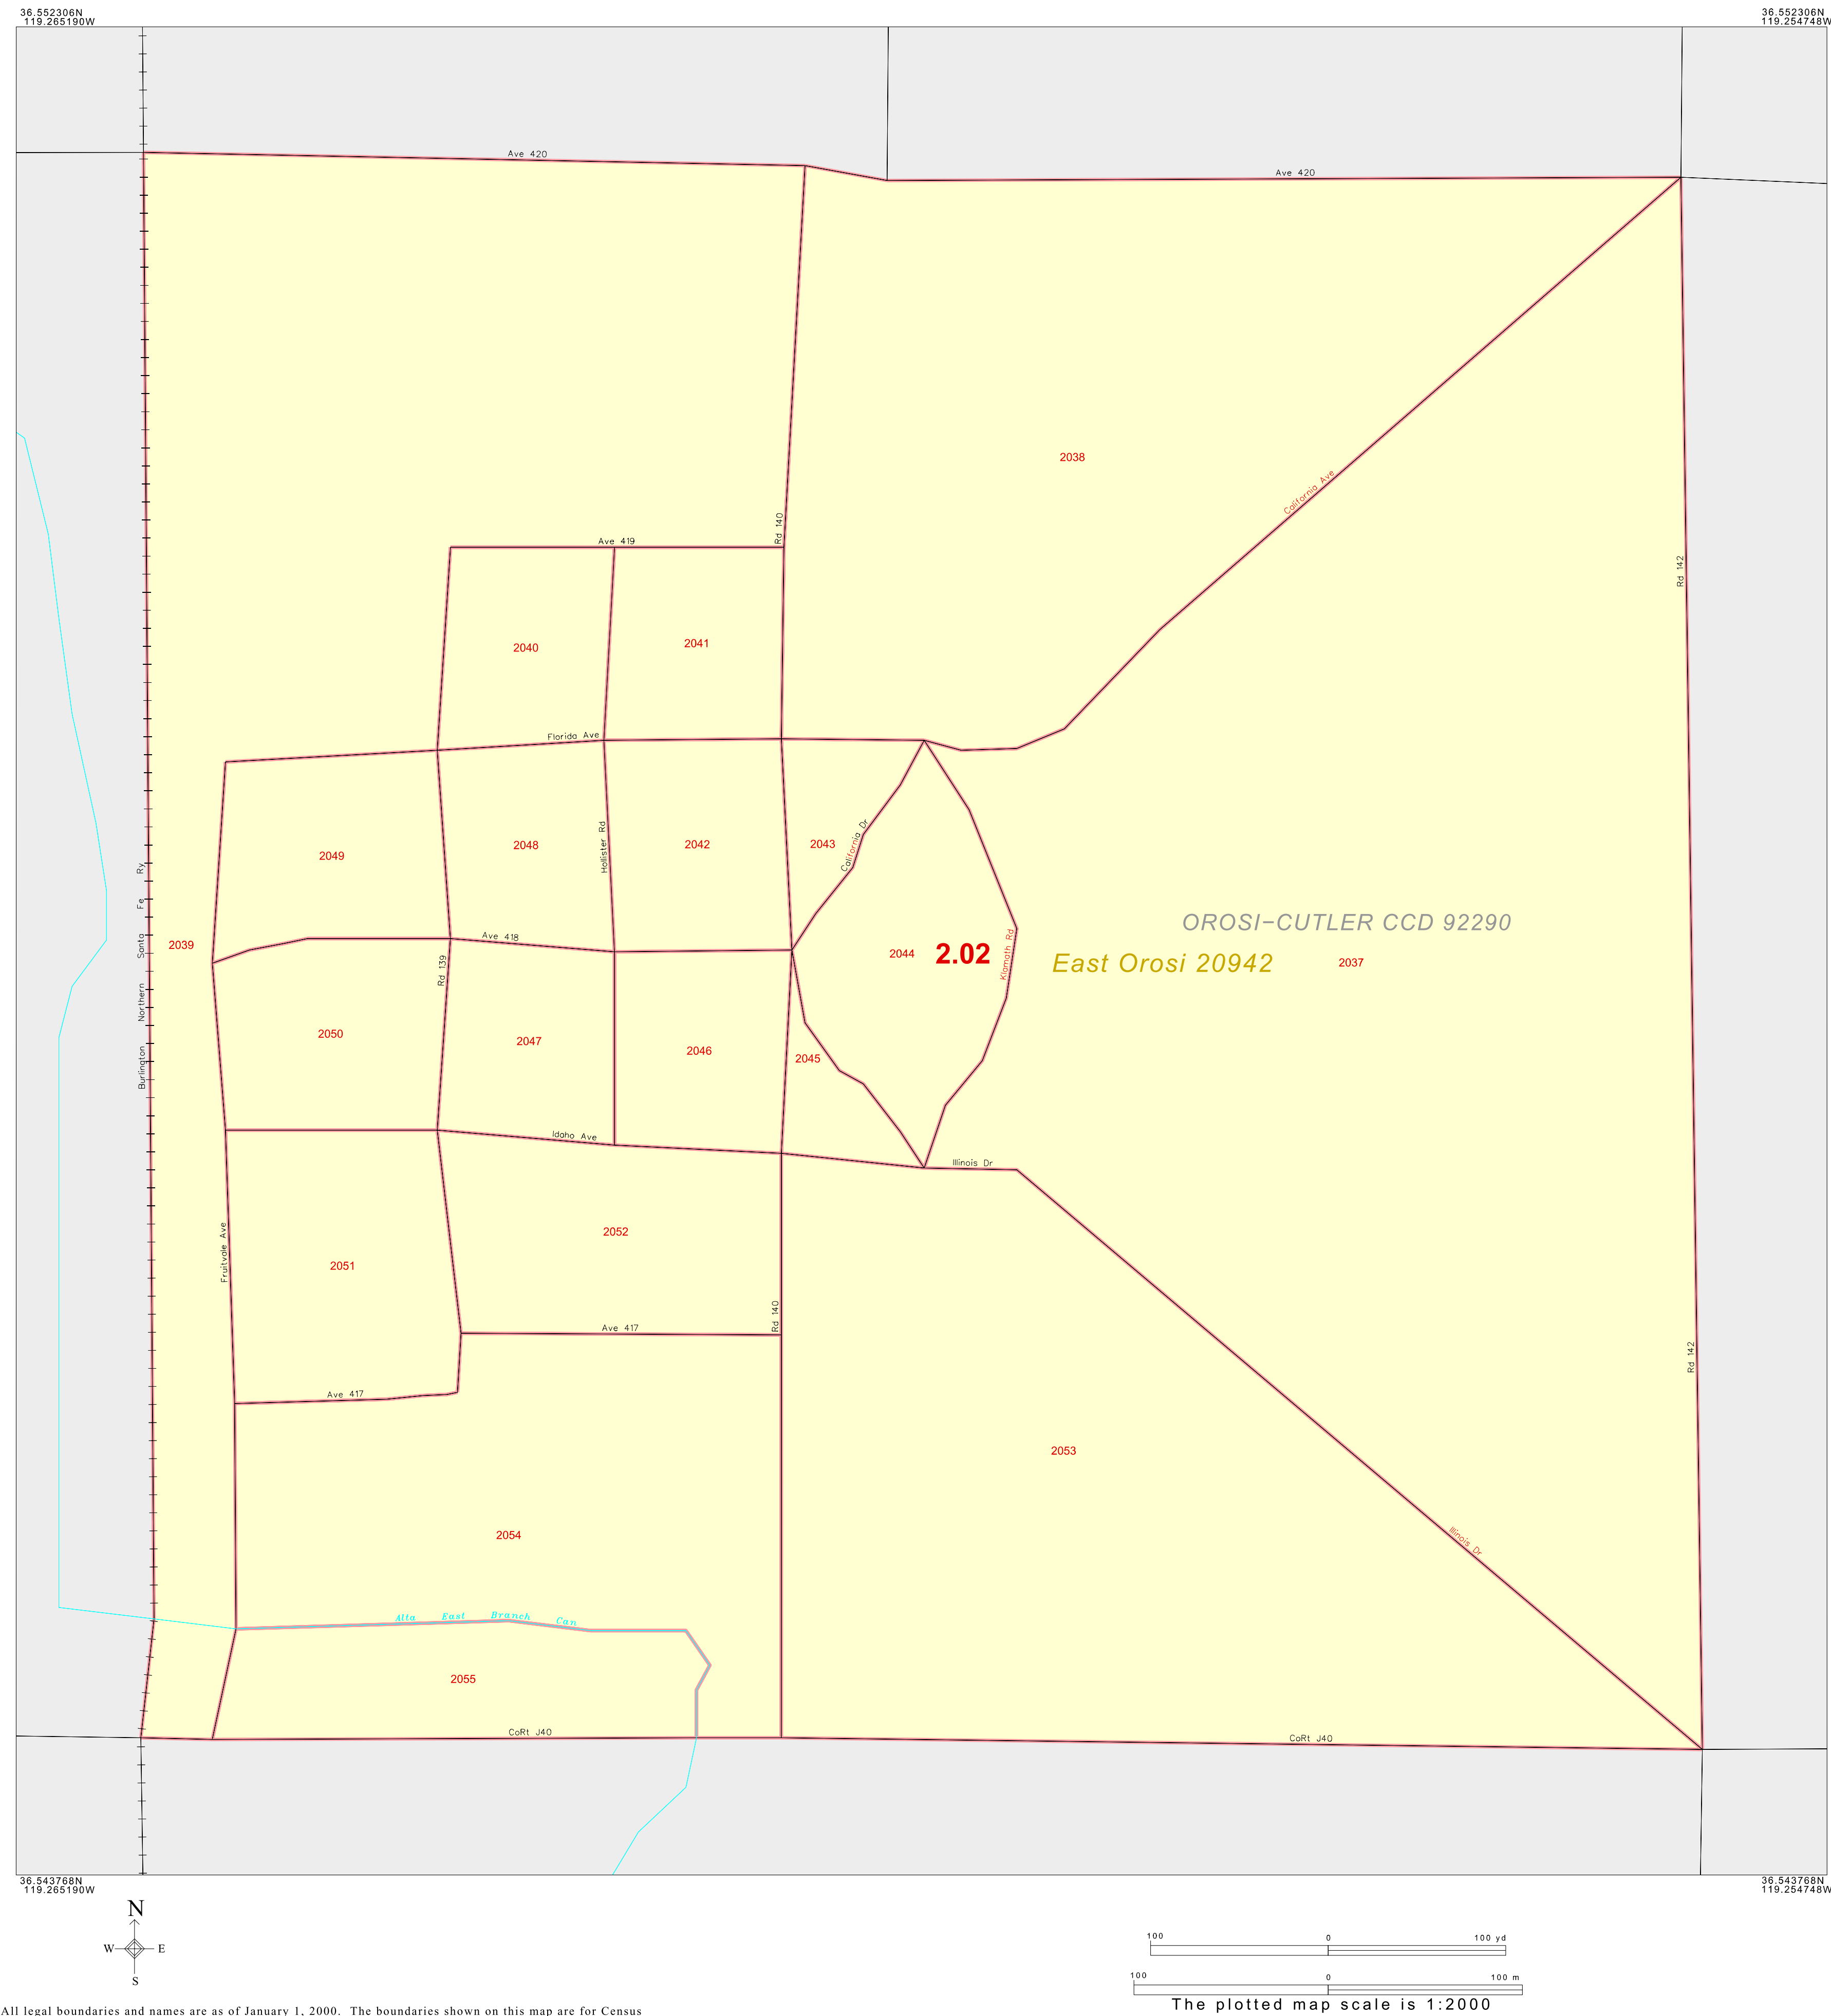 36.552306N
119.265190W
36.552306N
119.254748W
Ave 420
Ave 420
2038
California Ave
Rd 140
Ave 419
Rd 142
2040
2041
Florida Ave
2049
2048
Hollister Rd
2042
2043
California Dr
Burlington Northern Santa Fe Ry
2039
Ave 418
Rd 139
2044
2.02
Klamath Rd
OROSI-CUTLER CCD 92290
East Orosi 20942
2037
2050
2047
2046
2045
Idaho Ave
Illinois Dr
Fruitvale Ave
2051
2052
Rd 140
Ave 417
Rd 142
Ave 417
2053
2054
Illinois Dr
Alta East Branch Can
2055
CoRt J40
CoRt J40
36.543768N
119.265190W
36.543768N
119.254748W
N
W E
S
100 0 100 yd
100 0 100 m
The plotted map scale is 1:2000
All legal boundaries and names are as of January 1, 2000. The boundaries shown on this map are for Census